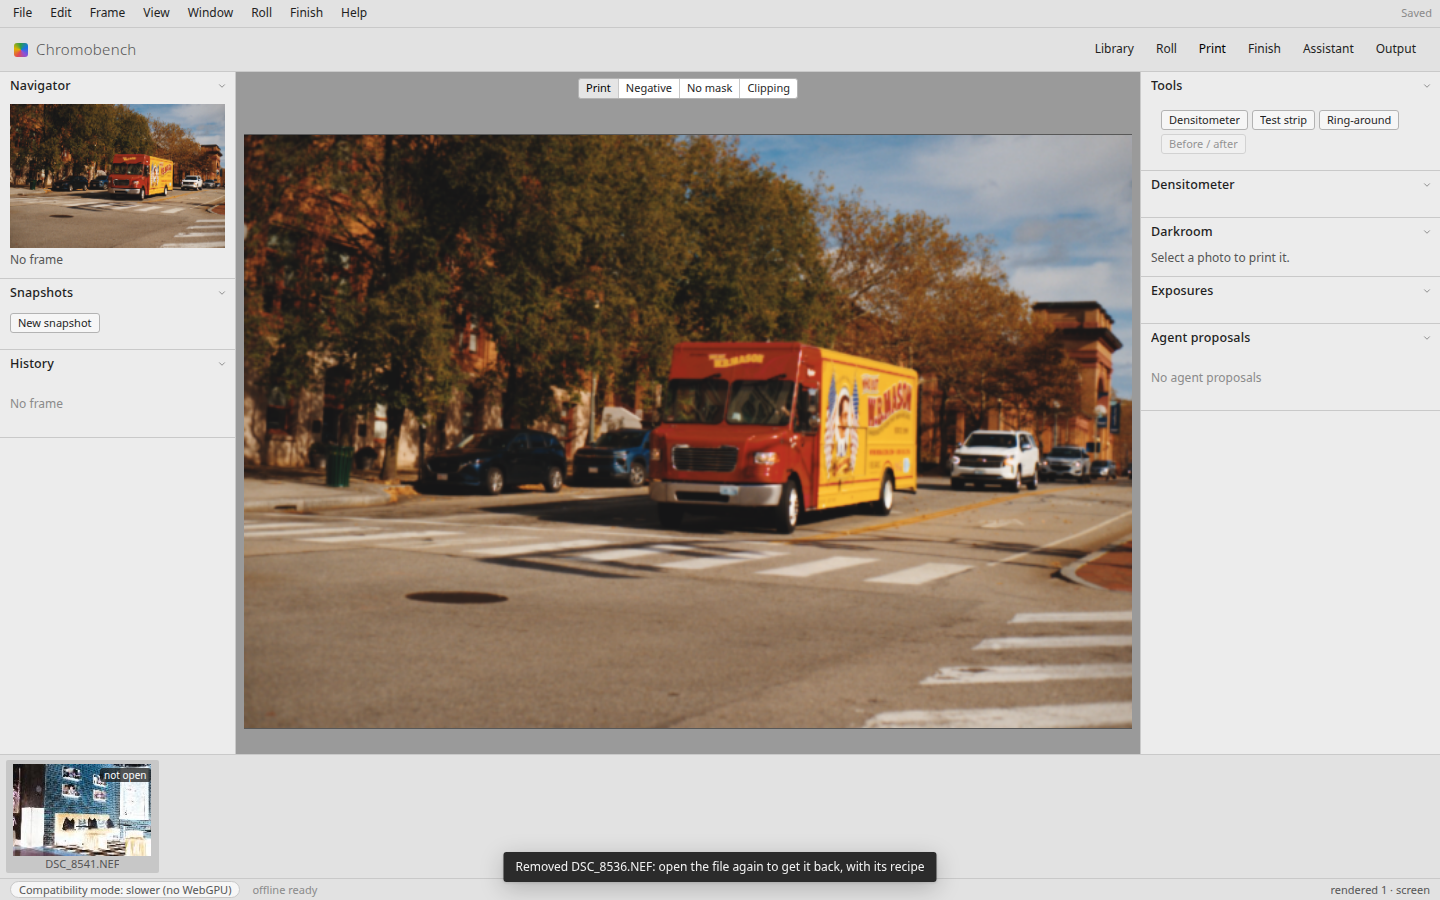 File Edit Frame View Window Roll Finish Help
Saved
Chromobench
Library Roll Print Finish Assistant Output
Navigator
No frame
Snapshots
New snapshot
History
No frame
Print Negative No mask Clipping
W.B. MASON
Tools
Densitometer Test strip Ring-around
Before / after
Densitometer
Darkroom
Select a photo to print it.
Exposures
Agent proposals
No agent proposals
not open
DSC_8541.NEF
Removed DSC_8536.NEF: open the file again to get it back, with its recipe
Compatibility mode: slower (no WebGPU)
offline ready
rendered 1 · screen